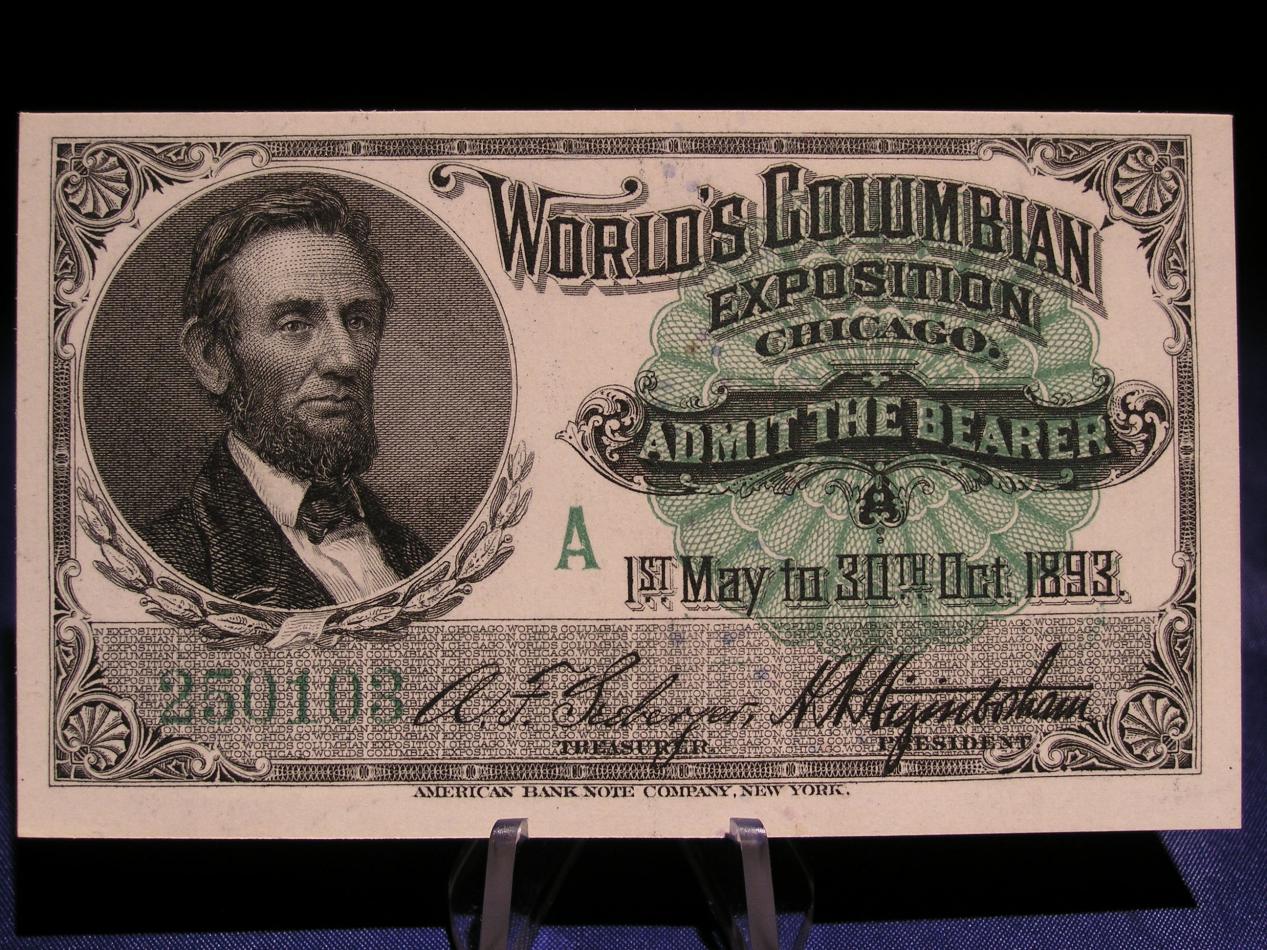 WORLD'S COLUMBIAN
EXPOSITION
CHICAGO.
ADMIT THE BEARER
A
A
1ST. May to 30TH Oct. 1893.
250103
A. F. Seeberger,
TREASURER.
H N Higinbotham
PRESIDENT
AMERICAN BANK NOTE COMPANY, NEW YORK.